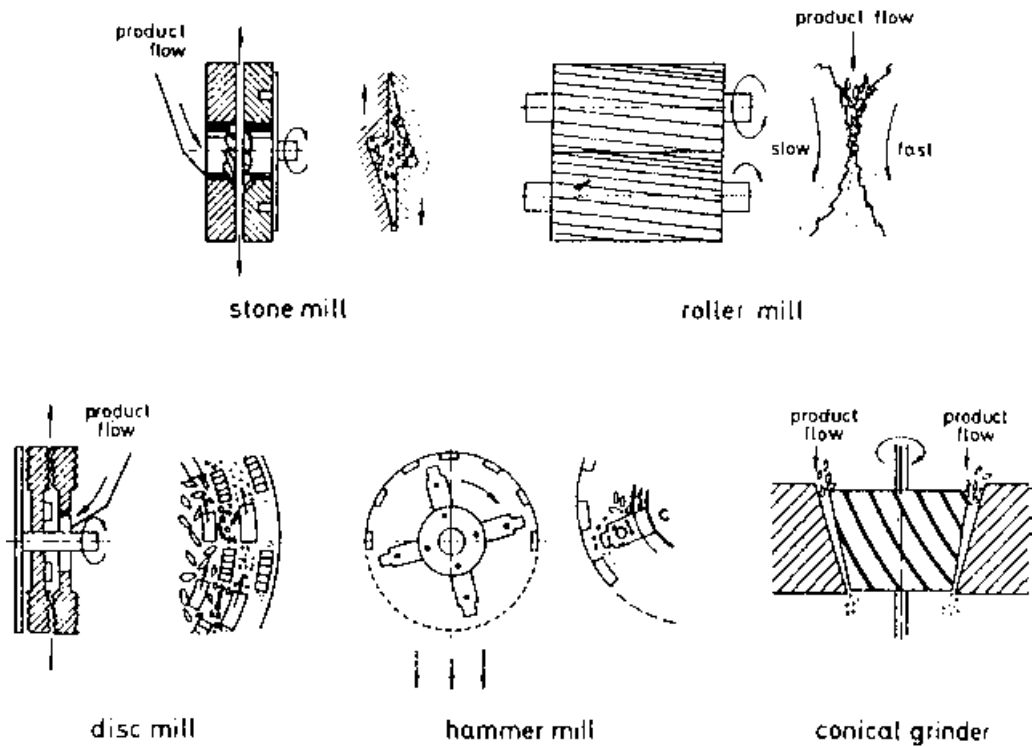 product
flow
product flow
slow
fast
stone mill
roller mill
product
flow
product
flow
product
flow
b
c
disc mill
hammer mill
conical grinder